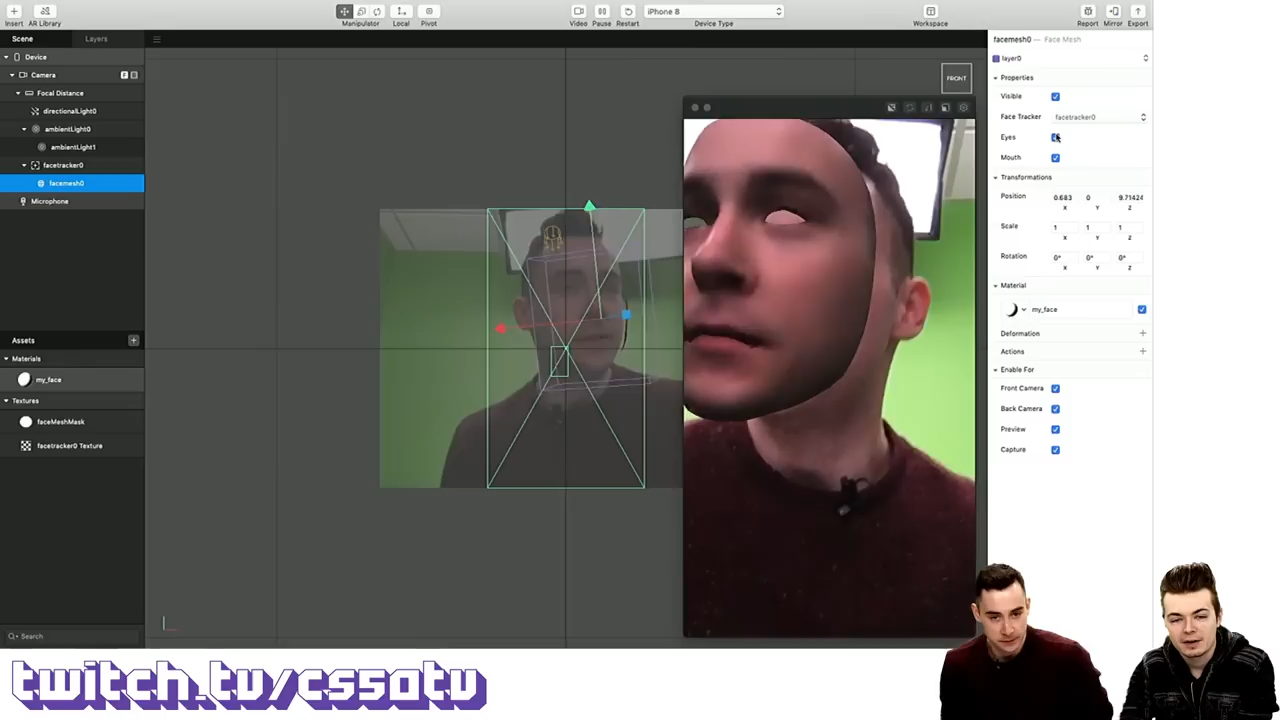 Insert
AR Library
Manipulator
Local
Pivot
Video
Pause
Restart
iPhone 8
Device Type
Workspace
Report
Mirror
Export
Scene
Layers
Device
Camera
Focal Distance
directionalLight0
ambientLight0
ambientLight1
facetracker0
facemesh0
Microphone
Assets
Materials
my_face
Textures
faceMeshMask
facetracker0 Texture
Search
FRONT
facemesh0 — Face Mesh
layer0
Properties
Visible
Face Tracker
facetracker0
Eyes
Mouth
Transformations
Position
0.683
0
9.71424
X
Y
Z
Scale
1
1
1
X
Y
Z
Rotation
0°
0°
0°
X
Y
Z
Material
my_face
Deformation
Actions
Enable For
Front Camera
Back Camera
Preview
Capture
twitch.tv/cssatv